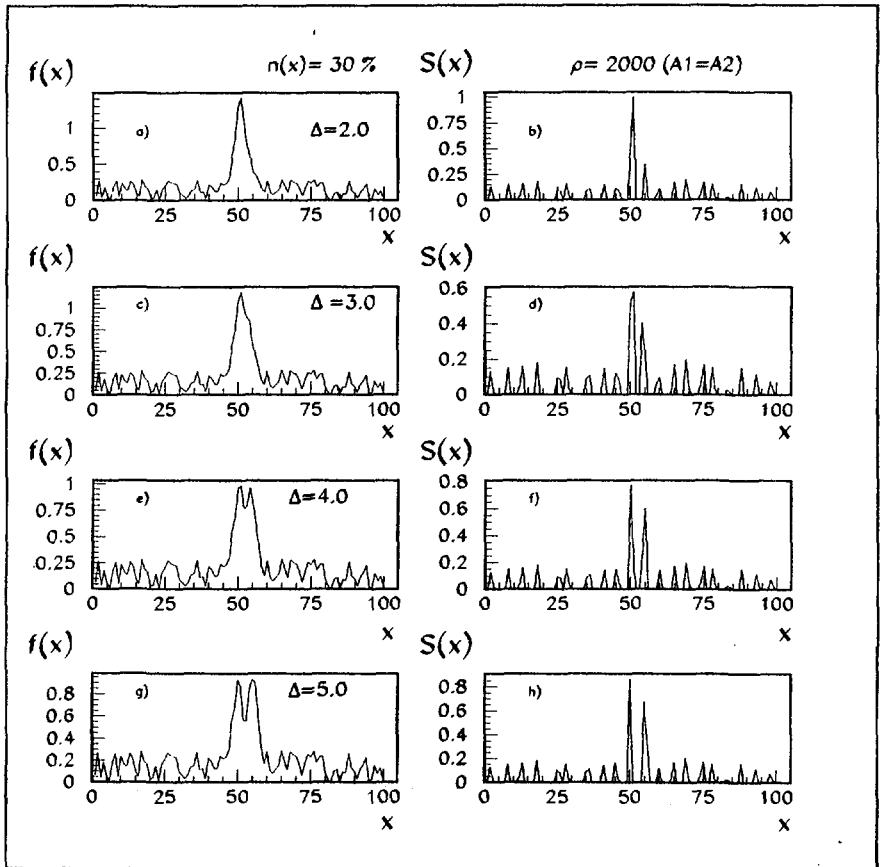 f(x) n(x)= 30 % S(x) ρ= 2000 (A1=A2)
1 a) Δ=2.0 1 b)
0.75
0.5 0.5
0.25
0 0
0 25 50 75 100 0 25 50 75 100
x x
f(x) S(x)
1 c) Δ =3.0 0.6 d)
0.75 0.4
0.5
0.25 0.2
0 0
0 25 50 75 100 0 25 50 75 100
x x
f(x) S(x)
1 e) Δ=4.0 0.8 f)
0.75 0.6
0.5 0.4
0.25 0.2
0 0
0 25 50 75 100 0 25 50 75 100
x x
f(x) S(x)
0.8 g) Δ=5.0 0.8 h)
0.6 0.6
0.4 0.4
0.2 0.2
0 0
0 25 50 75 100 0 25 50 75 100
x x